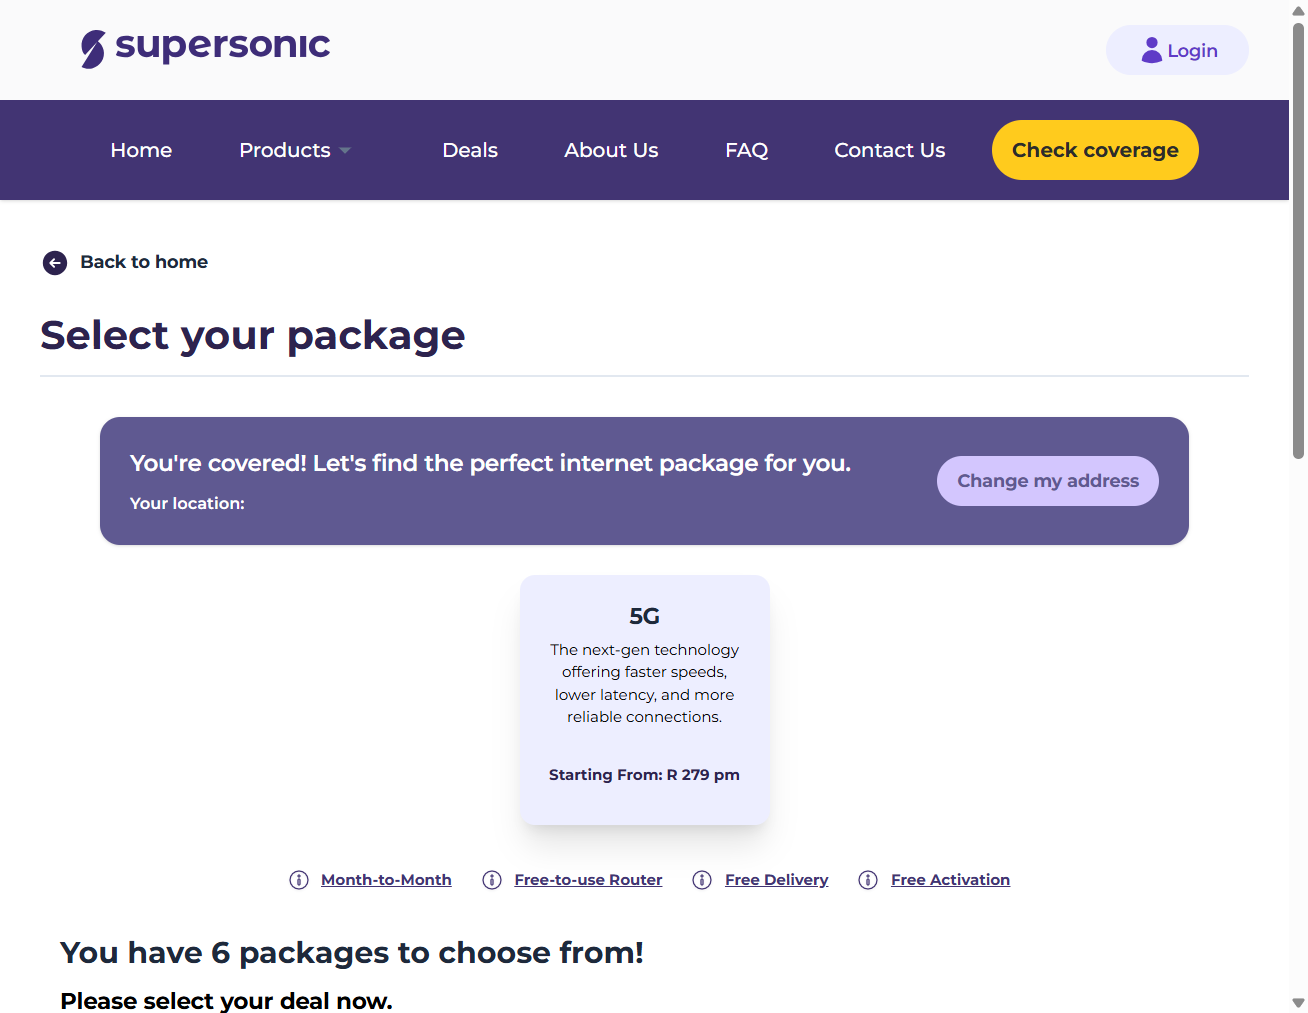 supersonic
Login
Home
Products
Deals
About Us
FAQ
Contact Us
Check coverage
Back to home
Select your package
You're covered! Let's find the perfect internet package for you.
Your location:
Change my address
5G
The next-gen technology
offering faster speeds,
lower latency, and more
reliable connections.
Starting From: R 279 pm
Month-to-Month
Free-to-use Router
Free Delivery
Free Activation
You have 6 packages to choose from!
Please select your deal now.